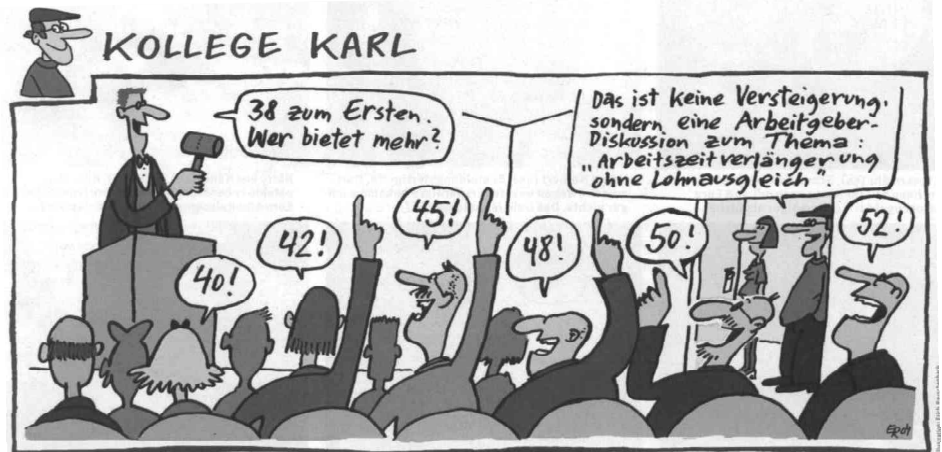 KOLLEGE KARL
38 zum Ersten.
Wer bietet mehr?
Das ist keine Versteigerung,
sondern eine Arbeitgeber-
Diskussion zum Thema:
„Arbeitszeitverlängerung
ohne Lohnausgleich".
40!
42!
45!
48!
50!
52!